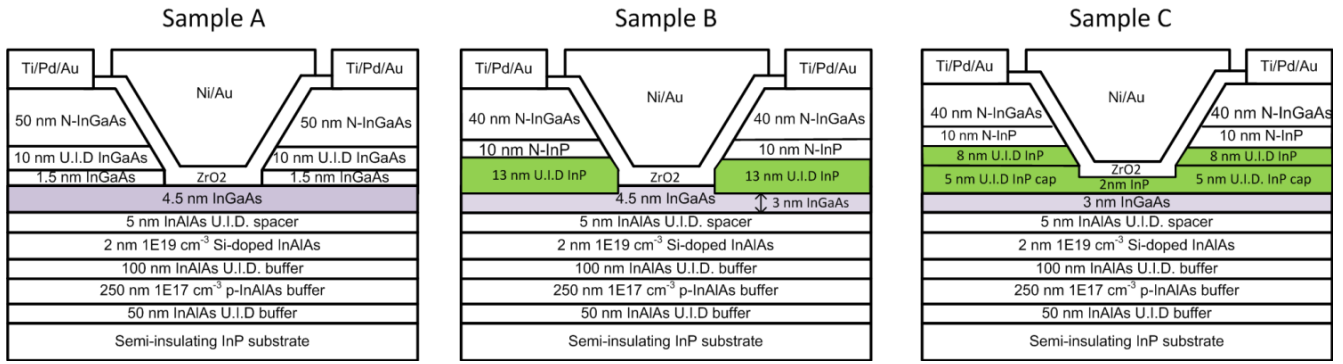 Sample A
Ti/Pd/Au
Ti/Pd/Au
Ni/Au
50 nm N-InGaAs
50 nm N-InGaAs
10 nm U.I.D InGaAs
10 nm U.I.D InGaAs
1.5 nm InGaAs
ZrO2
1.5 nm InGaAs
4.5 nm InGaAs
5 nm InAlAs U.I.D. spacer
2 nm 1E19 cm⁻³ Si-doped InAlAs
100 nm InAlAs U.I.D. buffer
250 nm 1E17 cm⁻³ p-InAlAs buffer
50 nm InAlAs U.I.D buffer
Semi-insulating InP substrate
Sample B
Ti/Pd/Au
Ti/Pd/Au
Ni/Au
40 nm N-InGaAs
40 nm N-InGaAs
10 nm N-InP
10 nm N-InP
13 nm U.I.D InP
ZrO2
13 nm U.I.D InP
4.5 nm InGaAs
3 nm InGaAs
5 nm InAlAs U.I.D. spacer
2 nm 1E19 cm⁻³ Si-doped InAlAs
100 nm InAlAs U.I.D. buffer
250 nm 1E17 cm⁻³ p-InAlAs buffer
50 nm InAlAs U.I.D buffer
Semi-insulating InP substrate
Sample C
Ti/Pd/Au
Ti/Pd/Au
Ni/Au
40 nm N-InGaAs
40 nm N-InGaAs
10 nm N-InP
10 nm N-InP
8 nm U.I.D InP
8 nm U.I.D InP
ZrO2
5 nm U.I.D InP cap
2nm InP
5 nm U.I.D. InP cap
3 nm InGaAs
5 nm InAlAs U.I.D. spacer
2 nm 1E19 cm⁻³ Si-doped InAlAs
100 nm InAlAs U.I.D. buffer
250 nm 1E17 cm⁻³ p-InAlAs buffer
50 nm InAlAs U.I.D buffer
Semi-insulating InP substrate